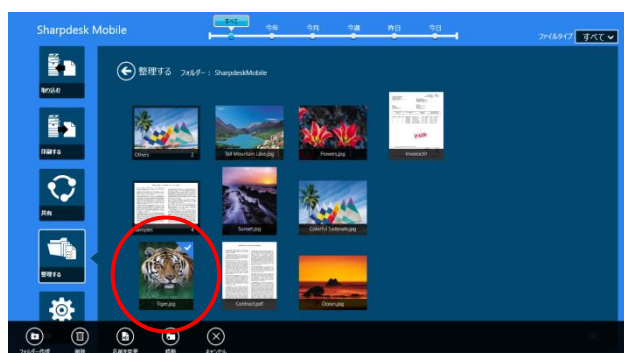 Sharpdesk Mobile
すべて
今年
今月
今週
昨日
今日
ファイルタイプ すべて
取り込む
印刷する
共有
整理する
整理する フォルダー: SharpdeskMobile
Others 2
Tall Mountain Lake.jpg
Flowers.jpg
Invoice.tif
PAID
Samples 4
Sunset.jpg
Colorful Sailboats.jpg
Tiger.jpg
Contract.pdf
Ocean.jpg
フォルダー作成
削除
名前を変更
移動
キャンセル